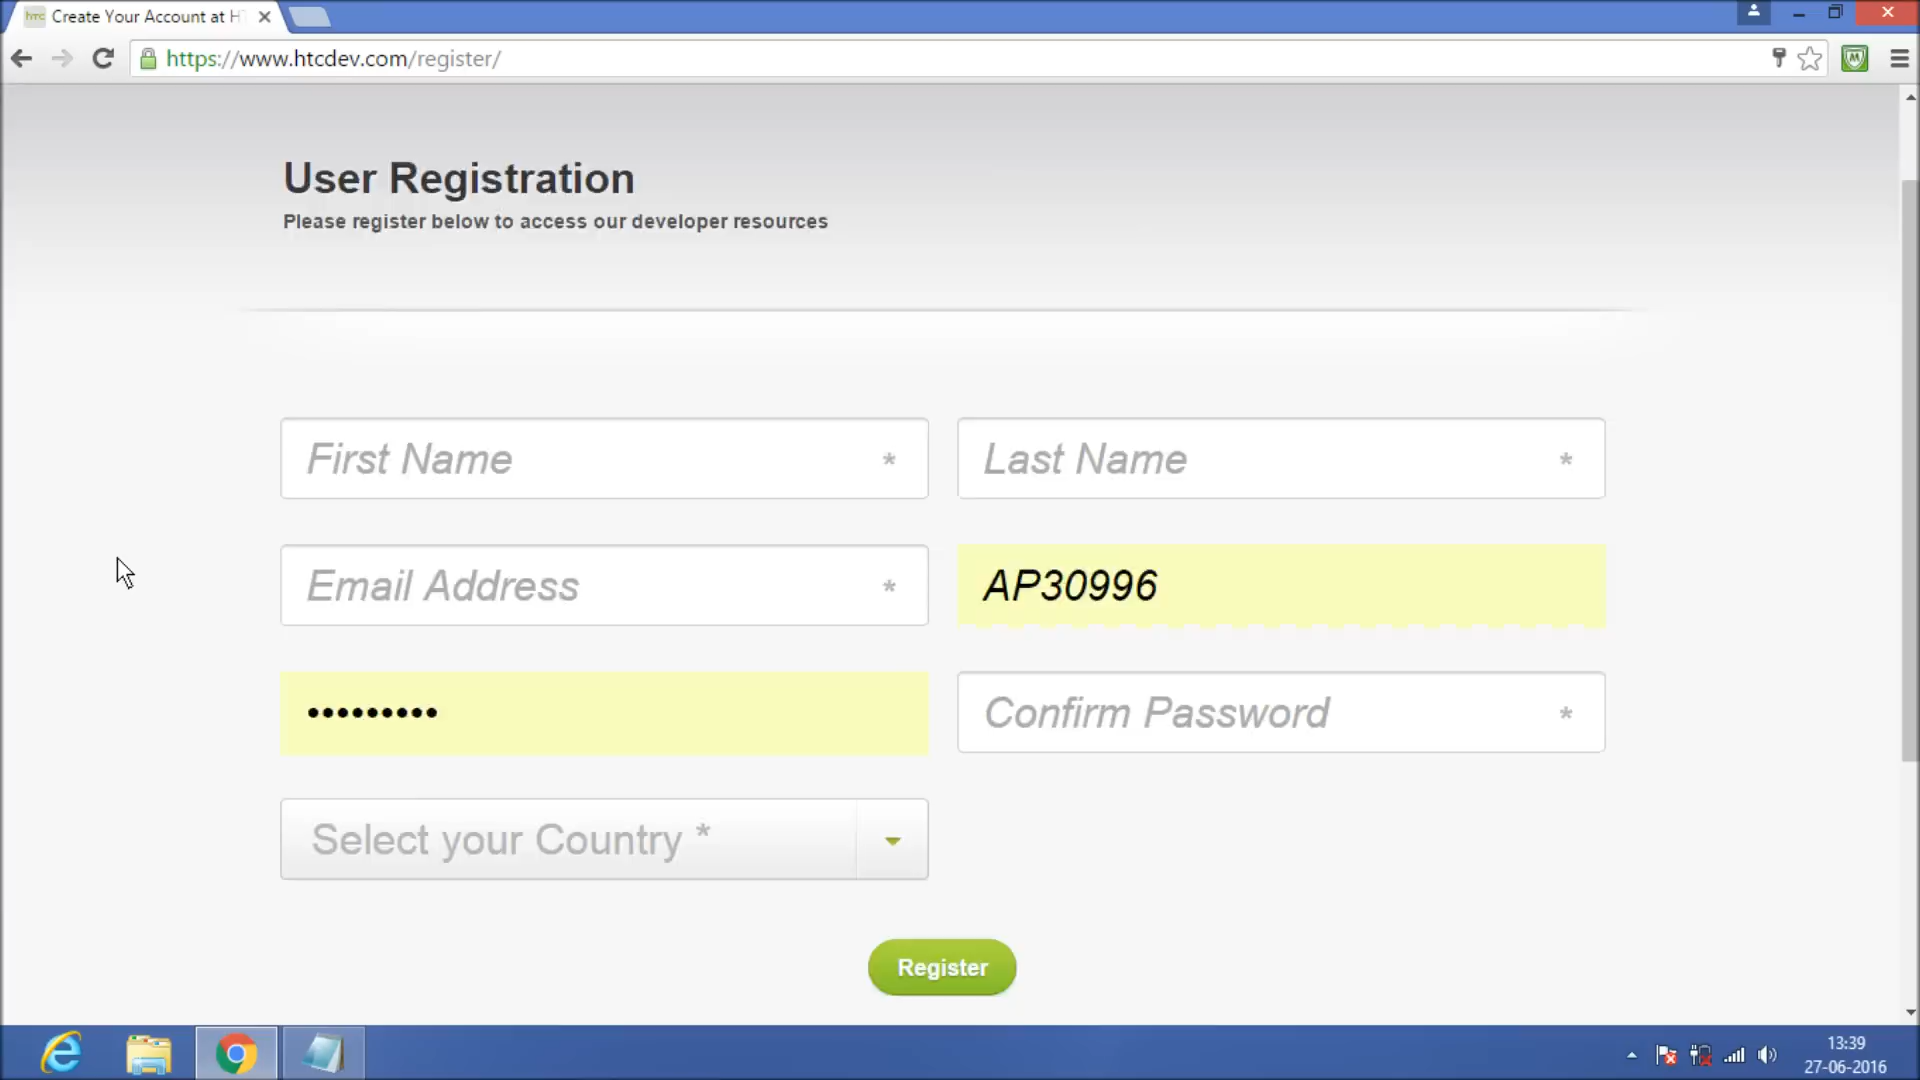 htc Create Your Account at H
https://www.htcdev.com/register/
User Registration
Please register below to access our developer resources
First Name *
Last Name *
Email Address *
AP30996
•••••••••
Confirm Password *
Select your Country *
Register
13:39
27-06-2016